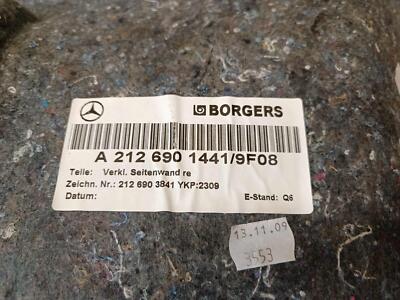 BORGERS
A 212 690 1441/9F08
Teile: Verkl. Seitenwand re
Zeichn. Nr.: 212 690 3841 YKP:2309
Datum: E-Stand: Q6
13.11.09
3553